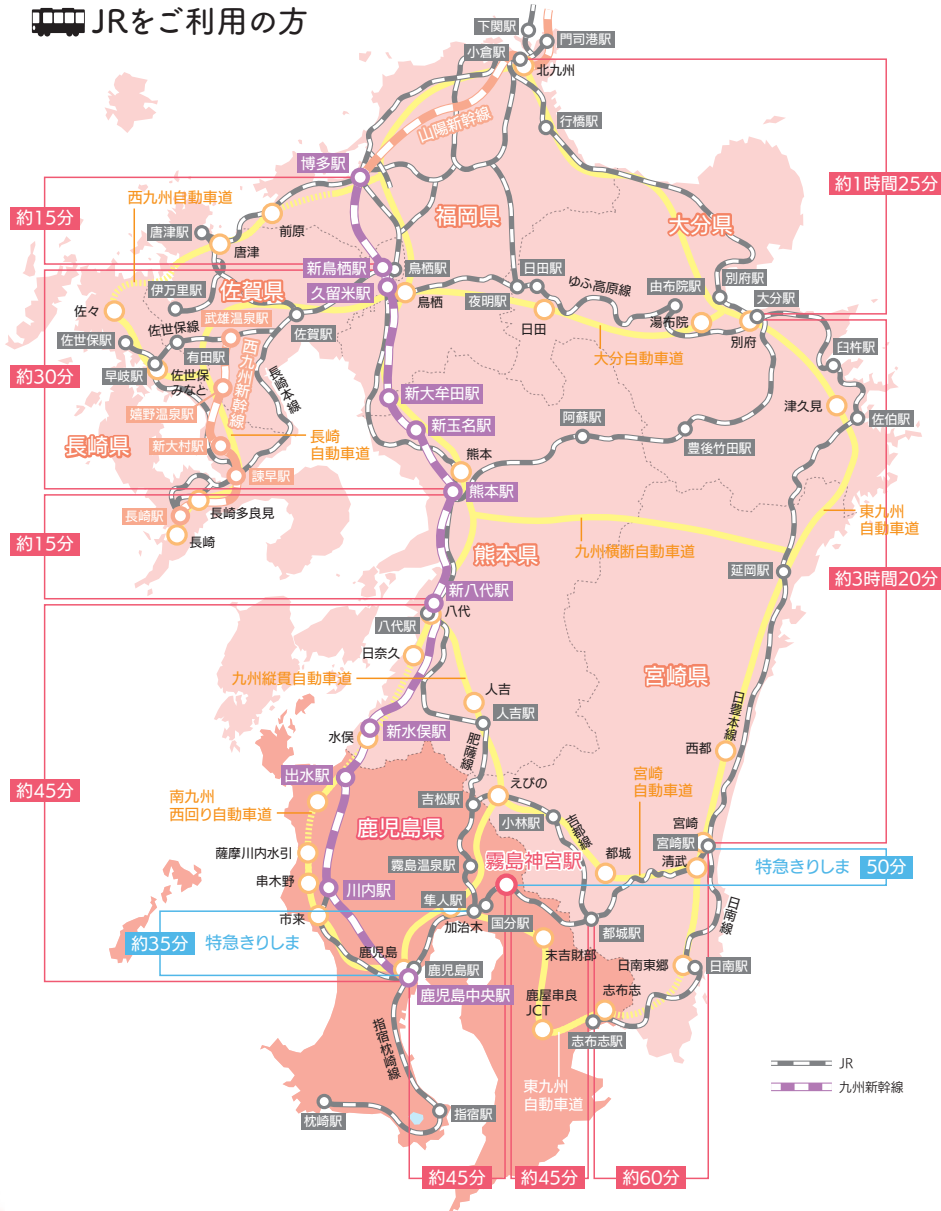 JRをご利用の方
下関駅
門司港駅
小倉駅
北九州
山陽新幹線
行橋駅
約1時間25分
博多駅
西九州自動車道
約15分
福岡県
大分県
前原
唐津駅
唐津
新鳥栖駅
鳥栖駅
日田駅
別府駅
伊万里駅
佐賀県
久留米駅
鳥栖
夜明駅
ゆふ高原線
由布院駅
大分駅
佐々
武雄温泉駅
佐賀駅
日田
湯布院
別府
佐世保線
佐世保駅
有田駅
大分自動車道
臼杵駅
早岐駅
佐世保
みなと
西九州新幹線
長崎本線
約30分
新大牟田駅
津久見
嬉野温泉駅
新玉名駅
阿蘇駅
佐伯駅
長崎県
新大村駅
長崎
自動車道
豊後竹田駅
熊本
諫早駅
熊本駅
長崎駅
長崎多良見
東九州
自動車道
長崎
約15分
熊本県
九州横断自動車道
延岡駅
約3時間20分
新八代駅
八代
八代駅
日奈久
九州縦貫自動車道
宮崎県
人吉
人吉駅
日豊本線
水俣
新水俣駅
肥薩線
西都
出水駅
約45分
南九州
西回り自動車道
えびの
宮崎
自動車道
吉松駅
小林駅
吉都線
鹿児島県
宮崎
宮崎駅
薩摩川内水引
霧島温泉駅
霧島神宮駅
都城
清武
特急きりしま
50分
串木野
川内駅
隼人駅
市来
加治木
国分駅
都城駅
日南線
約35分
特急きりしま
鹿児島
鹿児島駅
末吉財部
日南東郷
日南駅
鹿児島中央駅
鹿屋串良
JCT
志布志
志布志駅
指宿枕崎線
JR
東九州
自動車道
九州新幹線
枕崎駅
指宿駅
約45分
約45分
約60分